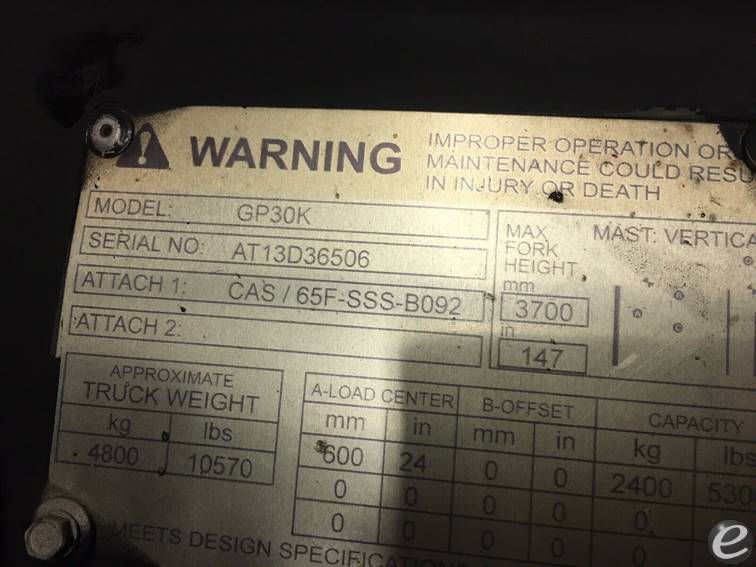 WARNING
IMPROPER OPERATION OR
MAINTENANCE COULD RESU
IN INJURY OR DEATH
MODEL: GP30K
SERIAL NO: AT13D36506
ATTACH 1: CAS / 65F-SSS-B092
ATTACH 2:
MAX
FORK
HEIGHT
mm
3700
in
147
MAST: VERTICA
A
B
C
APPROXIMATE
TRUCK WEIGHT
kg lbs
4800 10570
A-LOAD CENTER B-OFFSET CAPACITY
mm in mm in kg lbs
600 24 0 0 2400 530
0 0 0 0 0
0 0 0 0 0
MEETS DESIGN SPECIFICATIONS
e